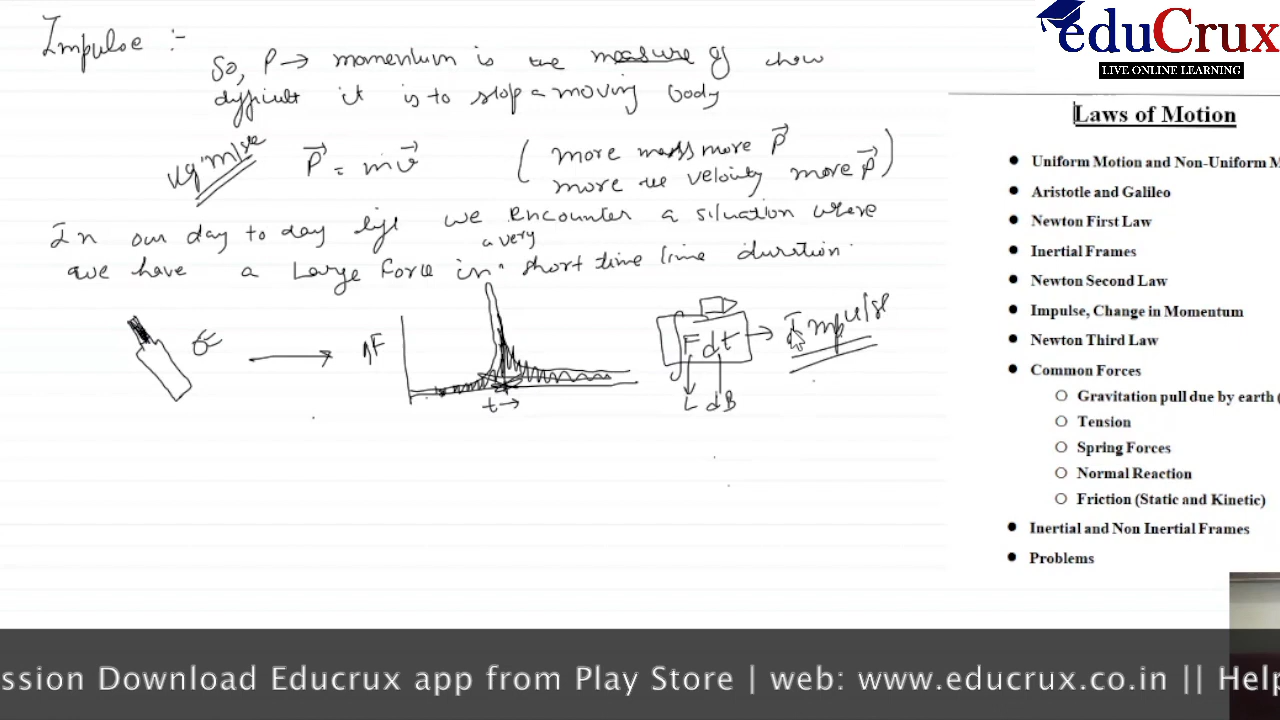 Impulse :-
So, P → momentum is the measure of how
difficult it is to stop a moving body
kg m/se
P = mv
( more mass more P
more velocity more P )
In our day to day life we encounter a situation where
a very
we have a Large Force in short time time duration
F
t →
∫ F dt → Impulse
L dB
eduCrux
LIVE ONLINE LEARNING
Laws of Motion
Uniform Motion and Non-Uniform M
Aristotle and Galileo
Newton First Law
Inertial Frames
Newton Second Law
Impulse, Change in Momentum
Newton Third Law
Common Forces
Gravitation pull due by earth (
Tension
Spring Forces
Normal Reaction
Friction (Static and Kinetic)
Inertial and Non Inertial Frames
Problems
ssion Download Educrux app from Play Store | web: www.educrux.co.in || Help